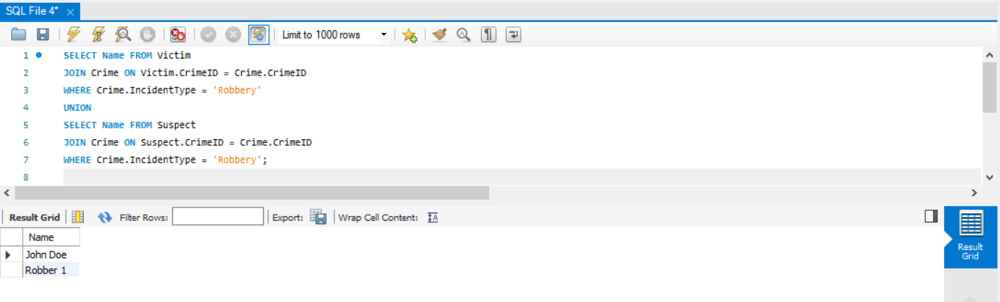 SQL File 4*
Limit to 1000 rows
1 SELECT Name FROM Victim
2 JOIN Crime ON Victim.CrimeID = Crime.CrimeID
3 WHERE Crime.IncidentType = 'Robbery'
4 UNION
5 SELECT Name FROM Suspect
6 JOIN Crime ON Suspect.CrimeID = Crime.CrimeID
7 WHERE Crime.IncidentType = 'Robbery';
8
Result Grid Filter Rows: Export: Wrap Cell Content: IA
Name
John Doe
Robber 1
Result
Grid